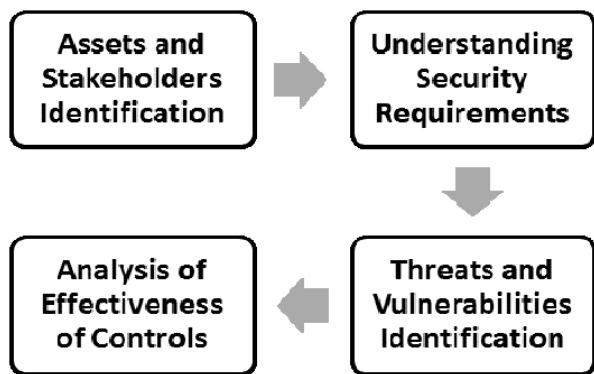 Assets and
Stakeholders
Identification
Understanding
Security
Requirements
Threats and
Vulnerabilities
Identification
Analysis of
Effectiveness
of Controls